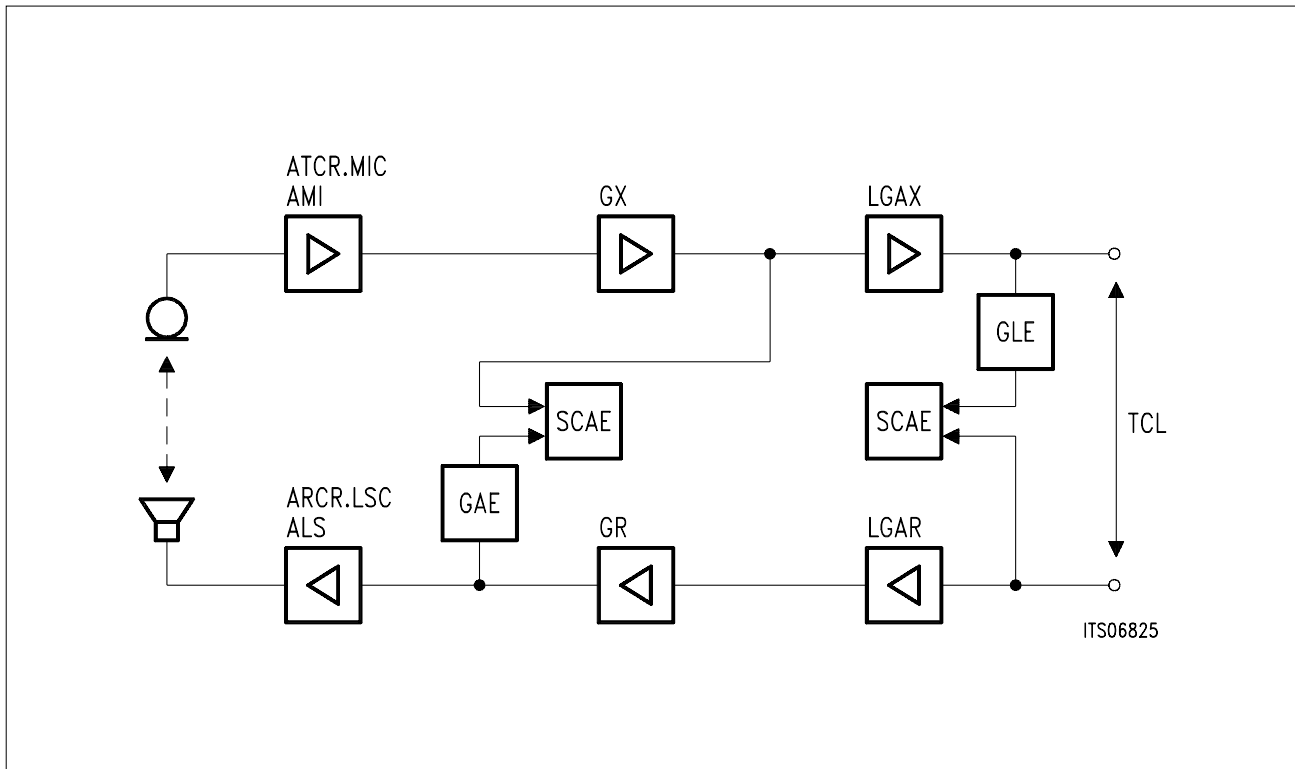 ATCR.MIC
AMI
GX
LGAX
GLE
SCAE
SCAE
TCL
GAE
ARCR.LSC
ALS
GR
LGAR
ITS06825